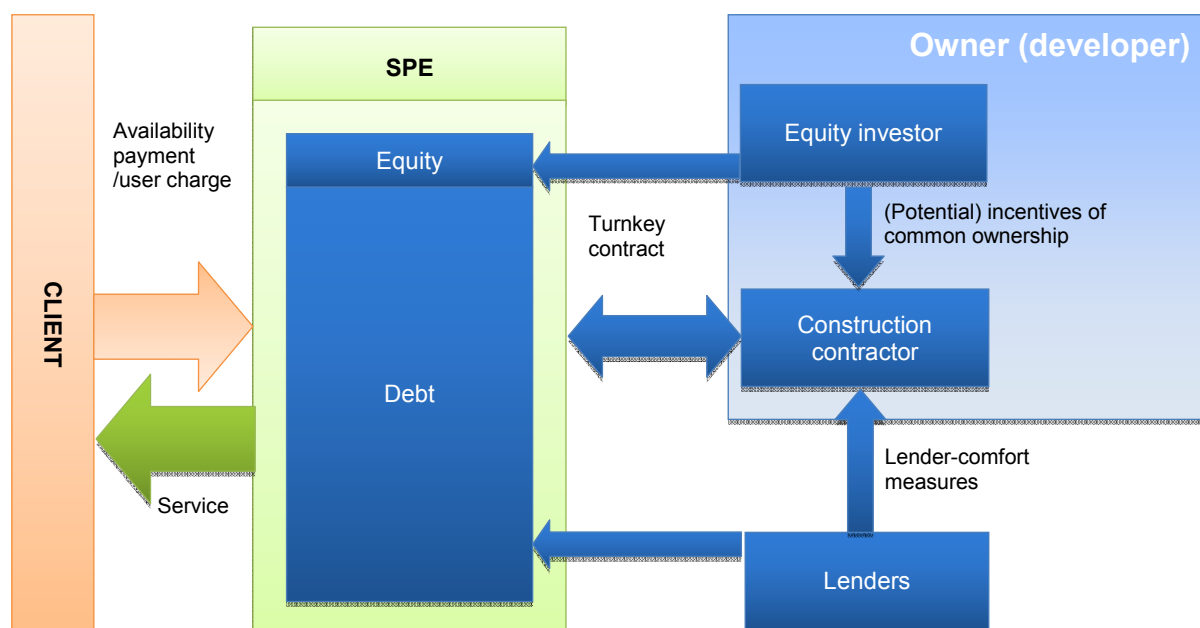 Owner (developer)
SPE
Equity investor
Availability
payment
/user charge
Equity
(Potential) incentives of
common ownership
Turnkey
contract
CLIENT
Construction
contractor
Debt
Lender-comfort
measures
Service
Lenders